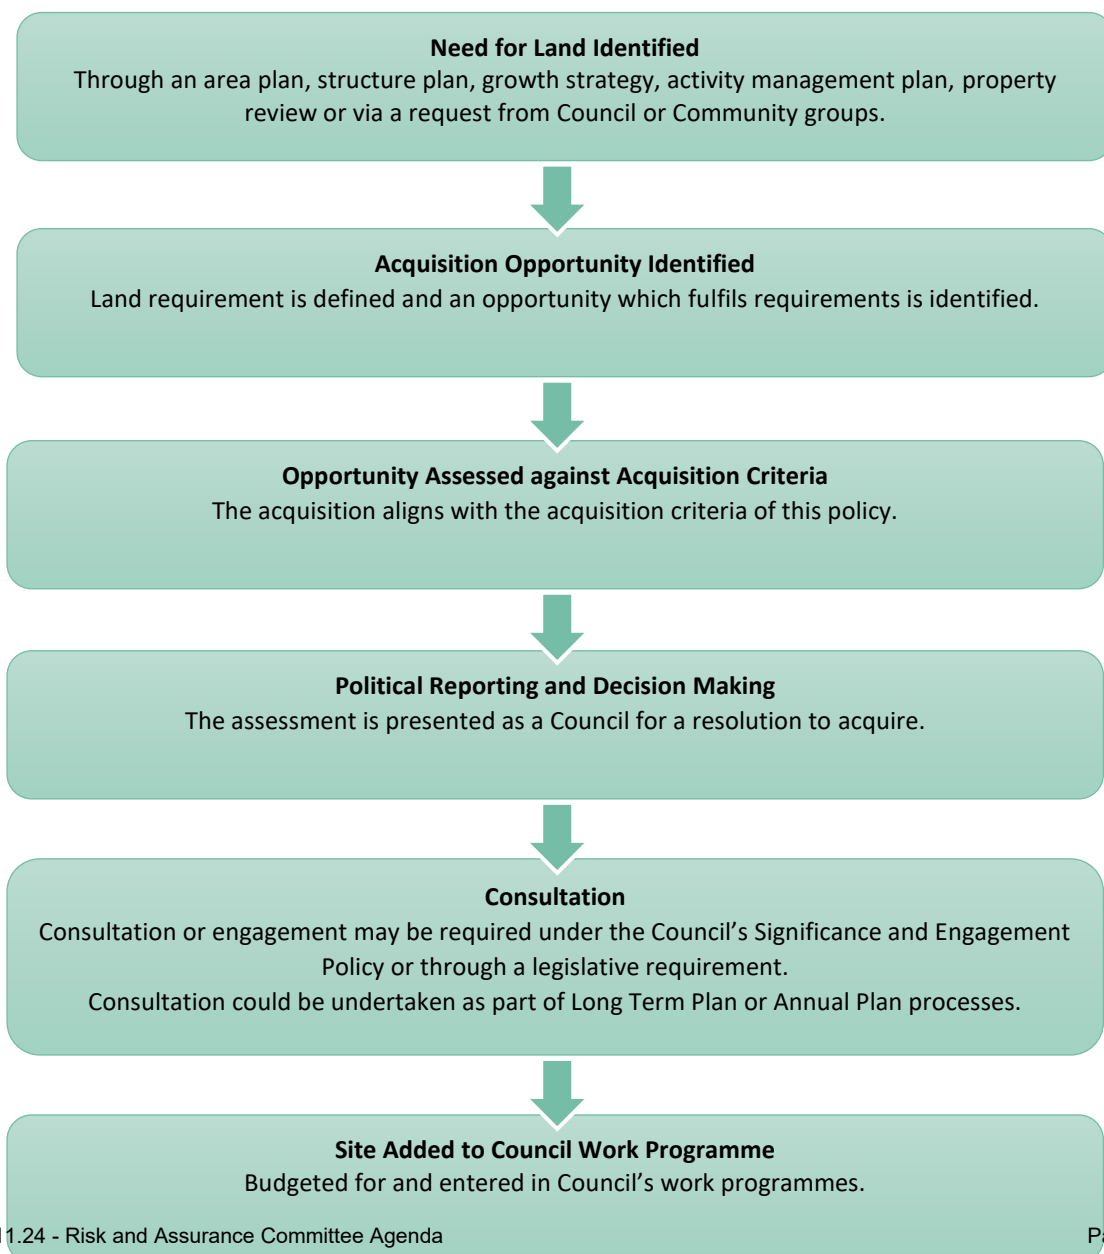 Need for Land Identified
Through an area plan, structure plan, growth strategy, activity management plan, property
review or via a request from Council or Community groups.
Acquisition Opportunity Identified
Land requirement is defined and an opportunity which fulfils requirements is identified.
Opportunity Assessed against Acquisition Criteria
The acquisition aligns with the acquisition criteria of this policy.
Political Reporting and Decision Making
The assessment is presented as a Council for a resolution to acquire.
Consultation
Consultation or engagement may be required under the Council's Significance and Engagement
Policy or through a legislative requirement.
Consultation could be undertaken as part of Long Term Plan or Annual Plan processes.
Site Added to Council Work Programme
Budgeted for and entered in Council's work programmes.
1.24 - Risk and Assurance Committee Agenda